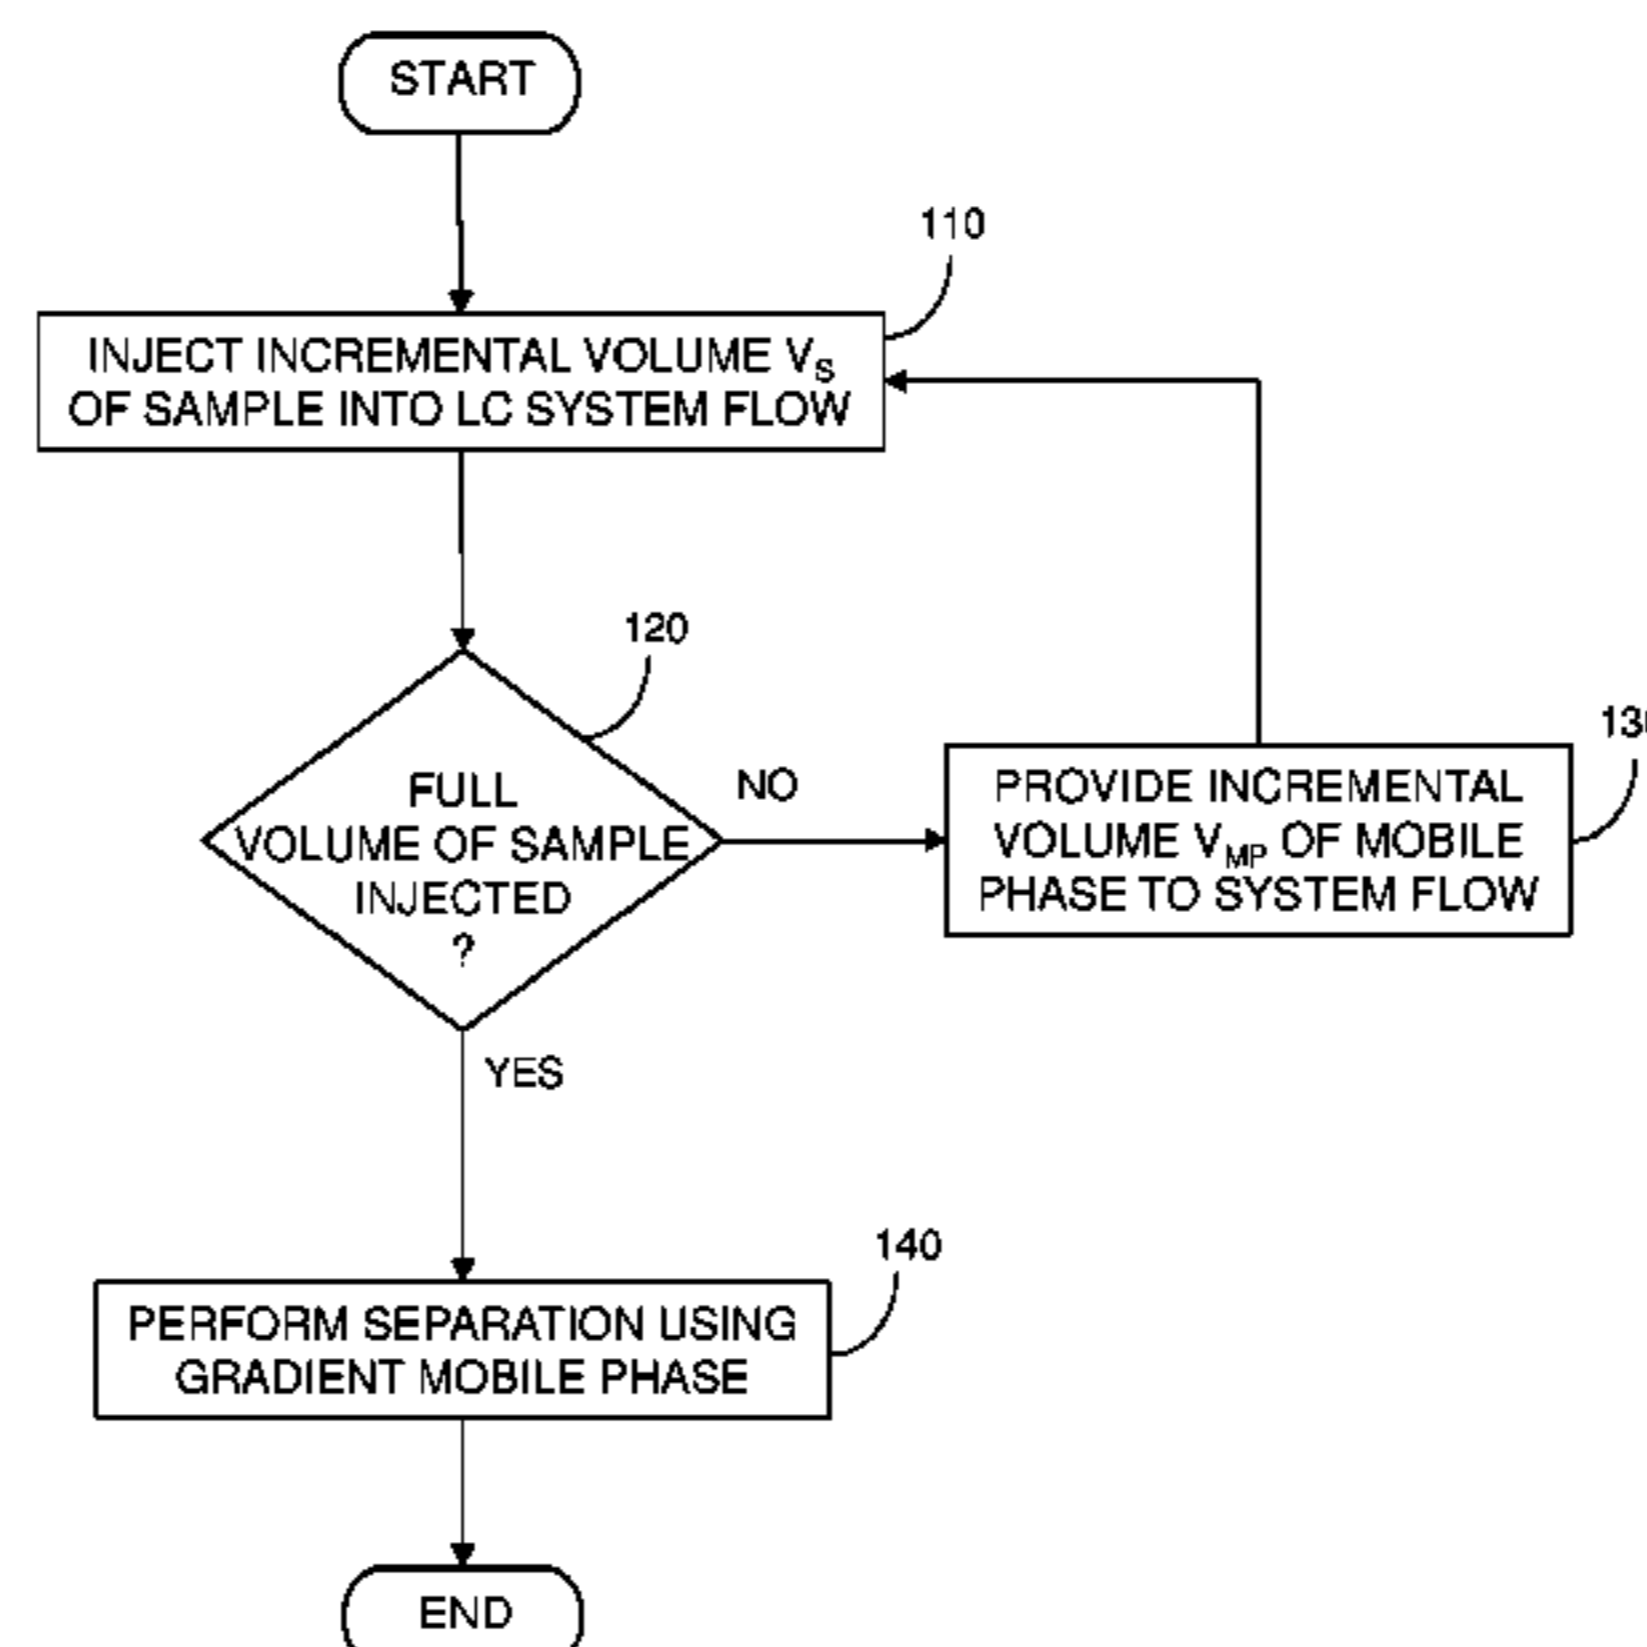 START
110
INJECT INCREMENTAL VOLUME VS
OF SAMPLE INTO LC SYSTEM FLOW
120
FULL
VOLUME OF SAMPLE
INJECTED
?
NO
PROVIDE INCREMENTAL
VOLUME VMP OF MOBILE
PHASE TO SYSTEM FLOW
YES
140
PERFORM SEPARATION USING
GRADIENT MOBILE PHASE
END